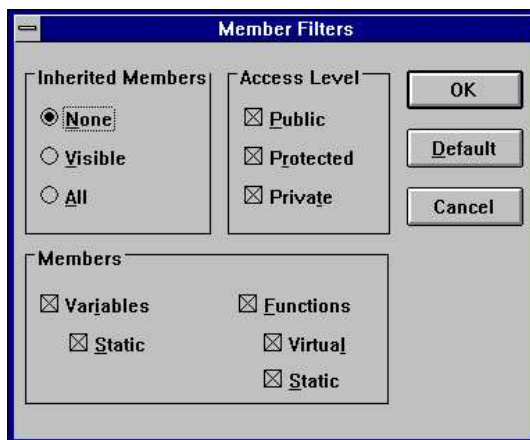 Member Filters
Inherited Members
None
Visible
All
Access Level
Public
Protected
Private
OK
Default
Cancel
Members
Variables
Static
Functions
Virtual
Static